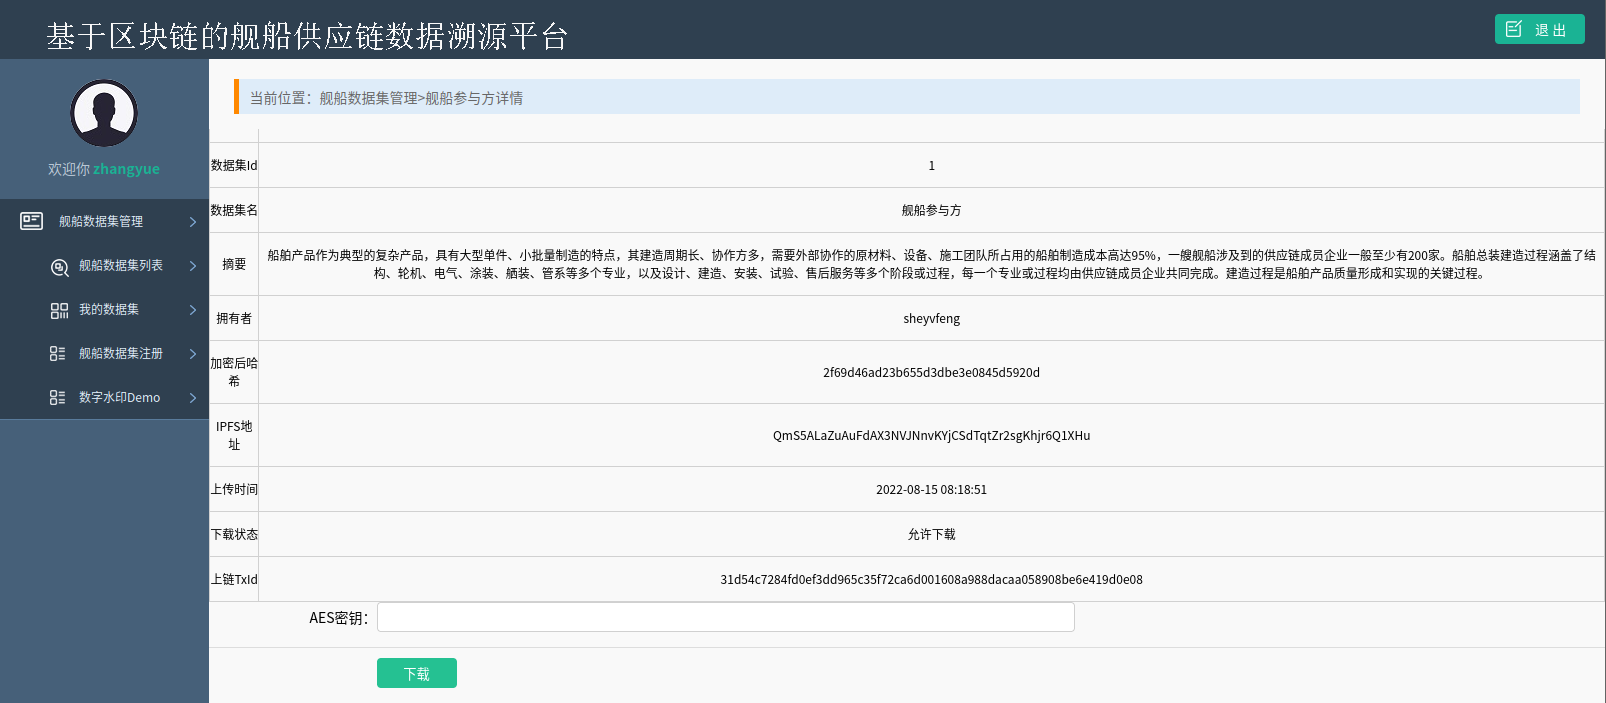 基于区块链的舰船供应链数据溯源平台
退 出
欢迎你 zhangyue
舰船数据集管理
舰船数据集列表
我的数据集
舰船数据集注册
数字水印Demo
当前位置：舰船数据集管理>舰船参与方详情
数据集Id 1
数据集名 舰船参与方
摘要
船舶产品作为典型的复杂产品，具有大型单件、小批量制造的特点，其建造周期长、协作方多，需要外部协作的原材料、设备、施工团队所占用的船舶制造成本高达95%，一艘舰船涉及到的供应链成员企业一般至少有200家。船舶总装建造过程涵盖了结
构、轮机、电气、涂装、舾装、管系等多个专业，以及设计、建造、安装、试验、售后服务等多个阶段或过程，每一个专业或过程均由供应链成员企业共同完成。建造过程是船舶产品质量形成和实现的关键过程。
拥有者 sheyvfeng
加密后哈
希
2f69d46ad23b655d3dbe3e0845d5920d
IPFS地
址
QmS5ALaZuAuFdAX3NVJNnvKYjCSdTqtZr2sgKhjr6Q1XHu
上传时间 2022-08-15 08:18:51
下载状态 允许下载
上链TxId 31d54c7284fd0ef3dd965c35f72ca6d001608a988dacaa058908be6e419d0e08
AES密钥：
下载